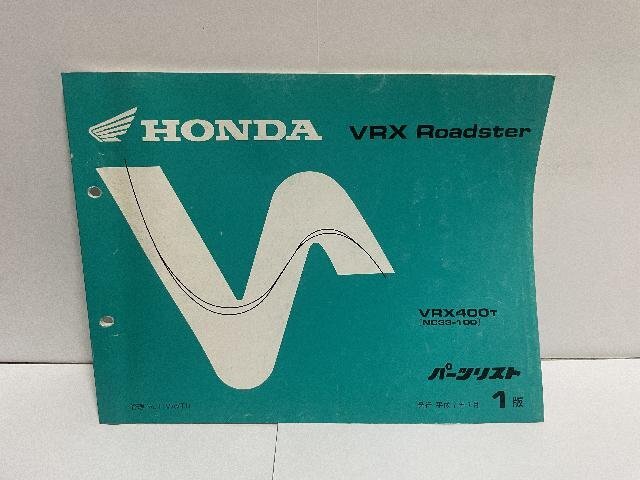 HONDA
VRX Roadster
VRX400T
(NC33-100)
パーツリスト
1版